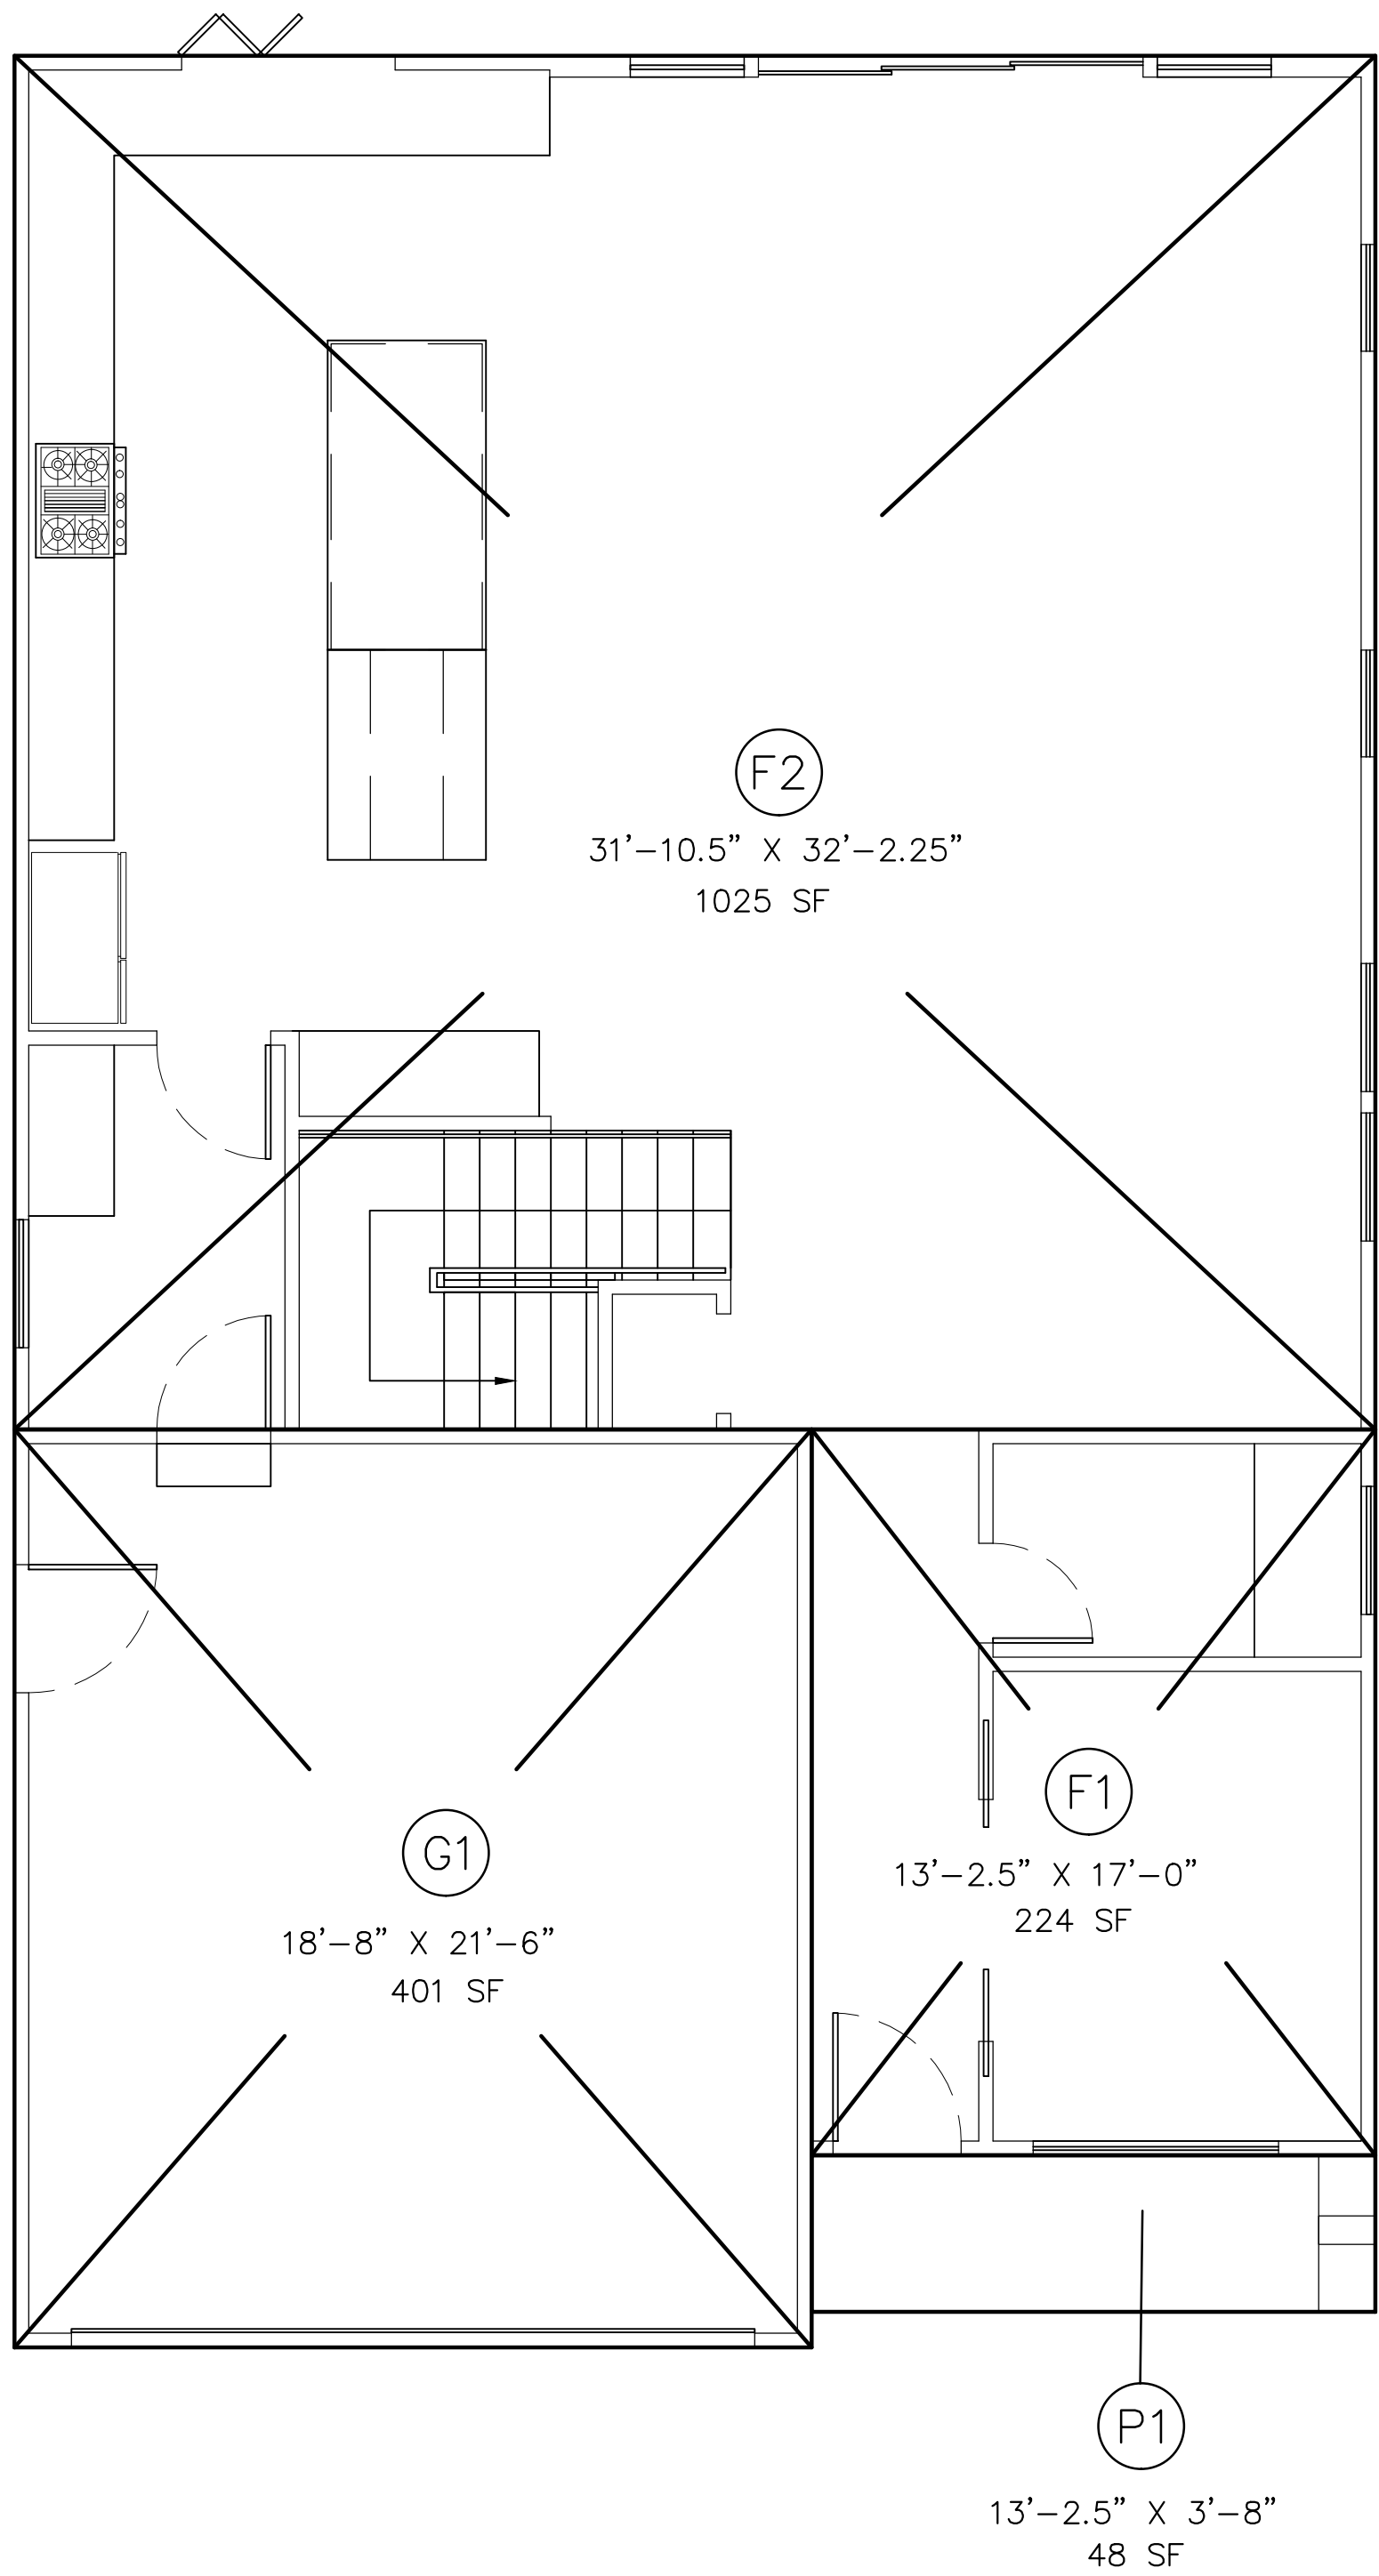 F2
31’-10.5” X 32’-2.25”
1025 SF
F1
13’-2.5” X 17’-0”
224 SF
G1
18’-8” X 21’-6”
401 SF
P1
13’-2.5” X 3’-8”
48 SF